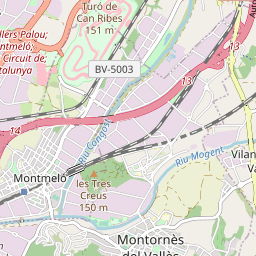 Turó de
Can Ribes
151 m
llers Palou;
ontmeló,
Circuit de
talunya
BV-5003
13
13
14
Riu Congost
Riu Mogent
Montmeló
les Tres
Creus
150 m
Vilan
Va
Montornès
del Vallès